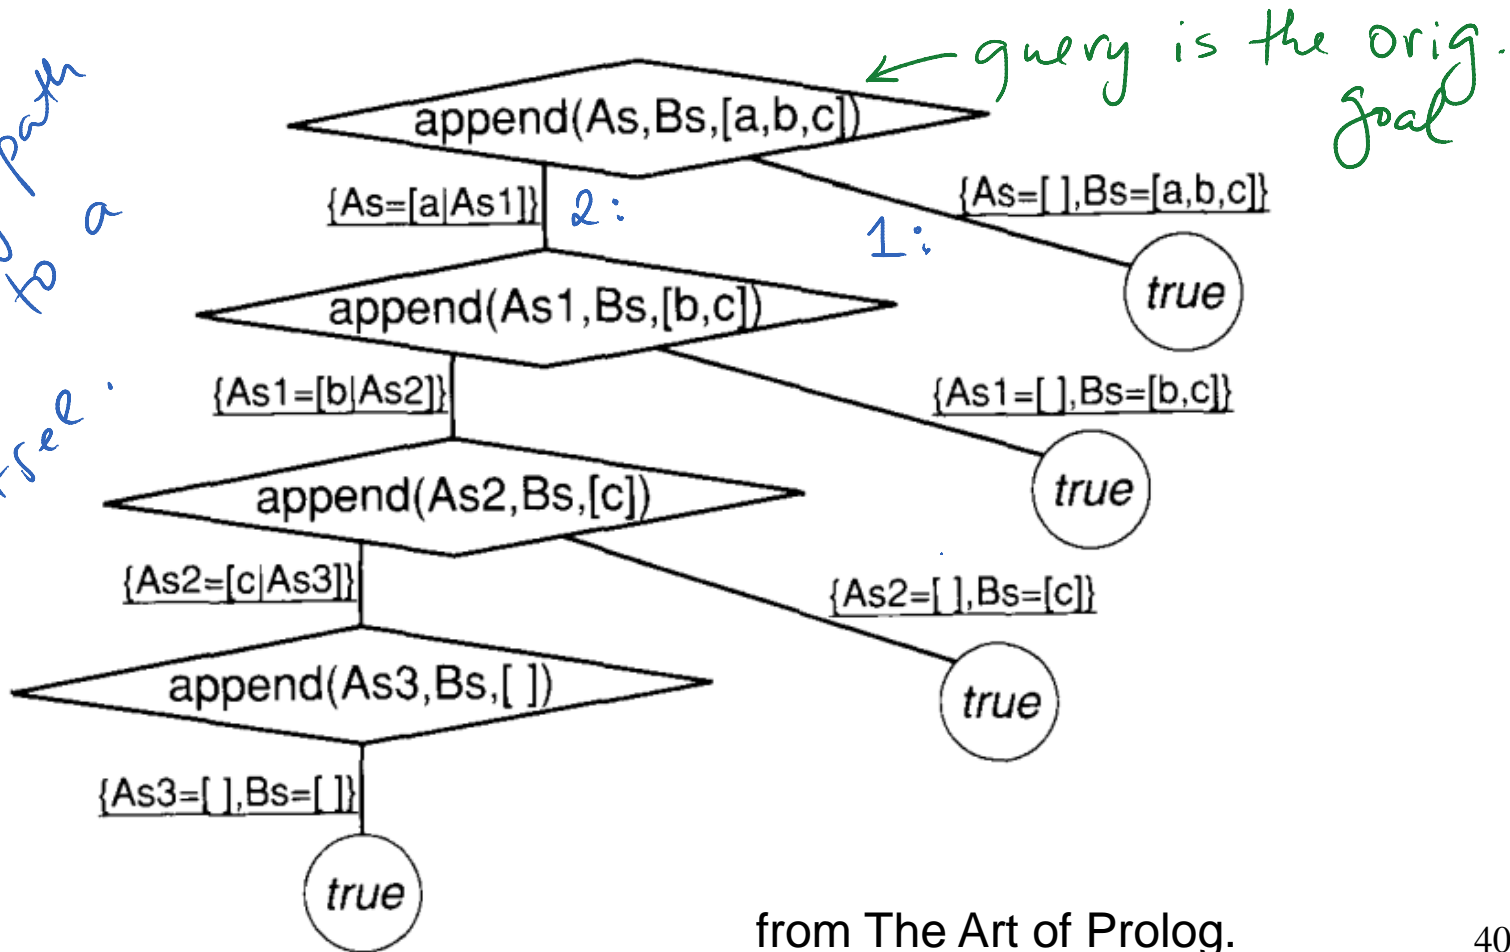 query is the orig.
goal
path
to a
append(As,Bs,[a,b,c])
{As=[a|As1]}
2:
1:
{As=[ ],Bs=[a,b,c]}
true
append(As1,Bs,[b,c])
{As1=[b|As2]}
{As1=[ ],Bs=[b,c]}
true
append(As2,Bs,[c])
{As2=[c|As3]}
{As2=[ ],Bs=[c]}
true
append(As3,Bs,[ ])
{As3=[ ],Bs=[ ]}
true
from The Art of Prolog.
40